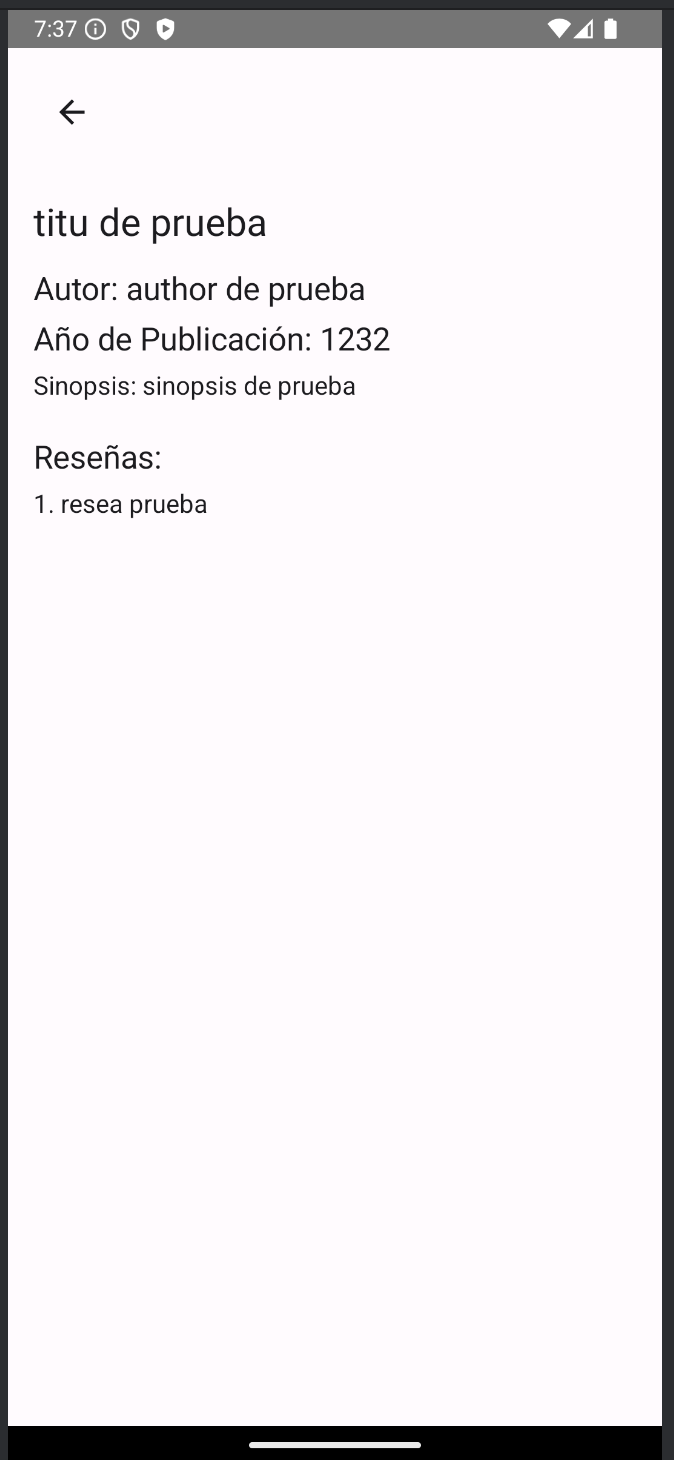 7:37
titu de prueba
Autor: author de prueba
Año de Publicación: 1232
Sinopsis: sinopsis de prueba
Reseñas:
1. resea prueba